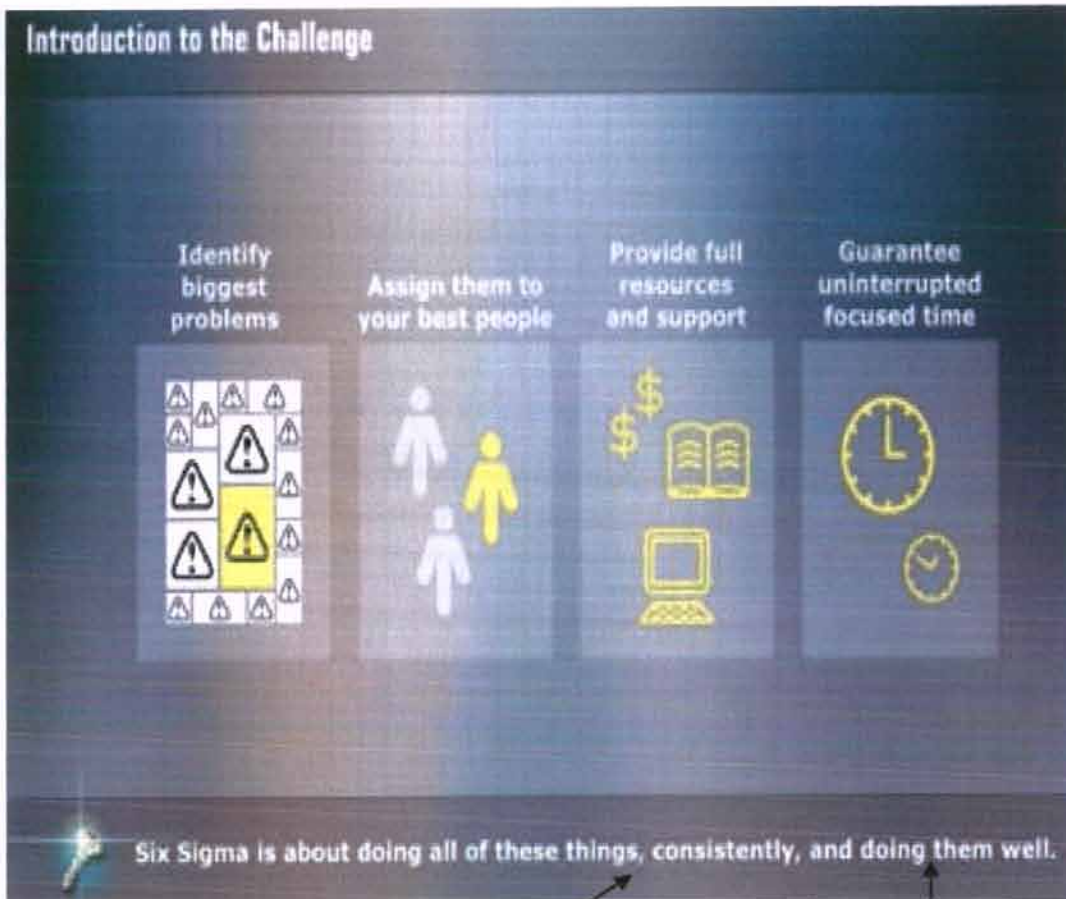 Introduction to the Challenge
Identify
biggest
problems
Assign them to
your best people
Provide full
resources
and support
Guarantee
uninterrupted
focused time
$
$
Six Sigma is about doing all of these things, consistently, and doing them well.